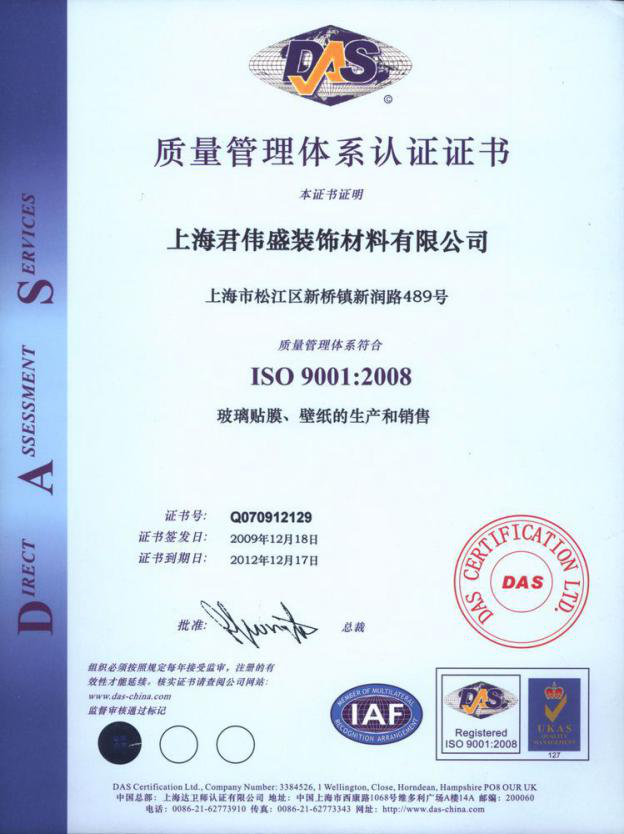 DAS
©
质量管理体系认证证书
本证书证明
上海君伟盛装饰材料有限公司
上海市松江区新桥镇新润路489号
质量管理体系符合
ISO 9001:2008
玻璃贴膜、壁纸的生产和销售
证书号: Q070912129
证书签发日: 2009年12月18日
证书到期日: 2012年12月17日
批准:
总裁
DIRECT ASSESSMENT SERVICES
DAS CERTIFICATION LTD.
DAS
组织必须按照规定每年接受监审，注册的有
效性才能延续。核实证书请查阅公司网站:
www.das-china.com
监督审核通过标记
MEMBER OF MULTILATERAL
IAF
RECOGNITION ARRANGEMENT
DAS
Registered
ISO 9001:2008
UKAS
QUALITY
MANAGEMENT
127
DAS Certification Ltd., Company Number: 3384526, 1 Wellington, Close, Horndean, Hampshire PO8 OUR UK
中国总部: 上海达卫师认证有限公司 地址: 中国上海市西康路1068号维多利广场A楼14A 邮编: 200060
电话: 0086-21-62773910 传真: 0086-21-62773343 网址: http://www.das-china.com